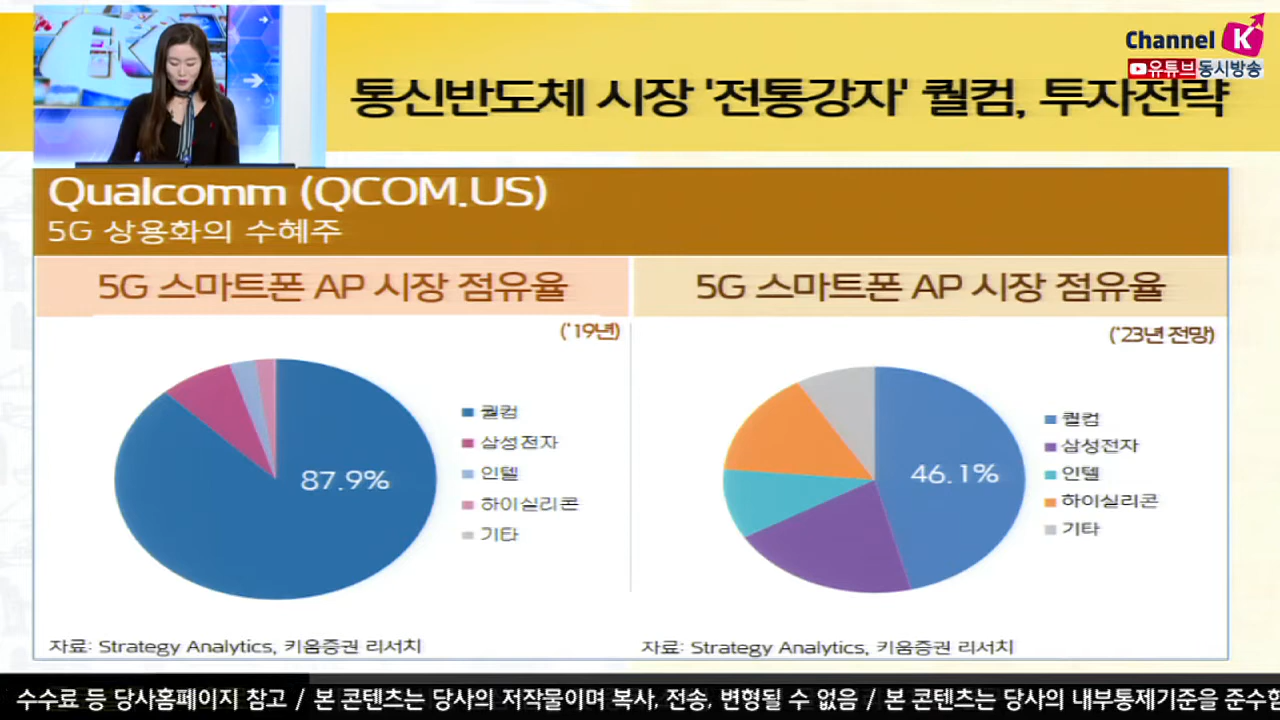 Channel K
유튜브 동시방송
통신반도체 시장 '전통강자' 퀄컴, 투자전략
Qualcomm (QCOM.US)
5G 상용화의 수혜주
5G 스마트폰 AP 시장 점유율
('19년)
87.9%
퀄컴
삼성전자
인텔
하이실리콘
기타
자료: Strategy Analytics, 키움증권 리서치
5G 스마트폰 AP 시장 점유율
('23년 전망)
46.1%
퀄컴
삼성전자
인텔
하이실리콘
기타
자료: Strategy Analytics, 키움증권 리서치
수수료 등 당사홈페이지 참고 / 본 콘텐츠는 당사의 저작물이며 복사, 전송, 변형될 수 없음 / 본 콘텐츠는 당사의 내부통제기준을 준수함